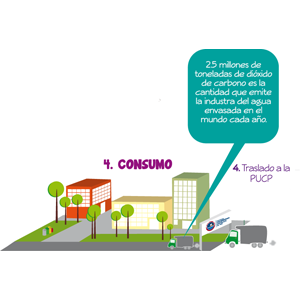 25 millones de
toneladas de dióxido
de carbono es la
cantidad que emite
la industra del agua
envasada en el
mundo cada año.
4. CONSUMO
4. Traslado a la
PUCP